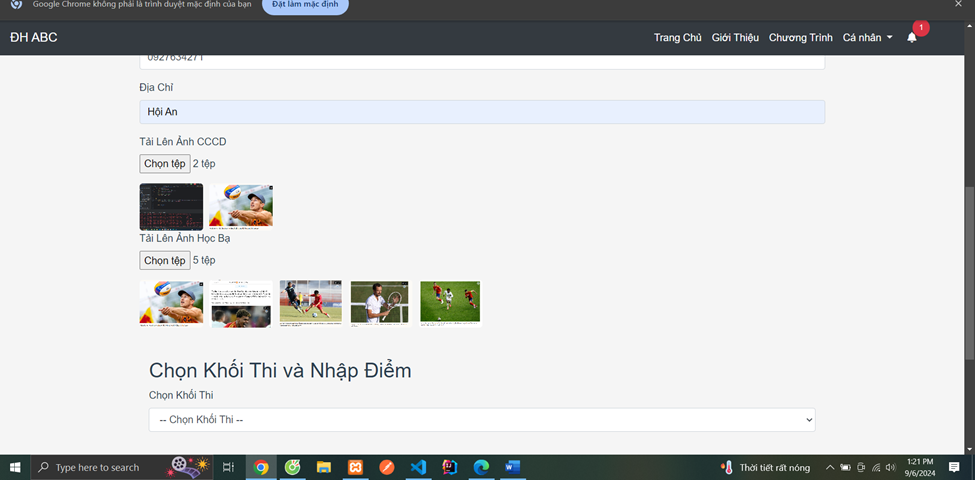 Google Chrome không phải là trình duyệt mặc định của bạn Đặt làm mặc định
ĐH ABC Trang Chủ Giới Thiệu Chương Trình Cá nhân 1
0927634271
Địa Chỉ
Hội An
Tải Lên Ảnh CCCD
Chọn tệp 2 tệp
Tải Lên Ảnh Học Bạ
Chọn tệp 5 tệp
Chọn Khối Thi và Nhập Điểm
Chọn Khối Thi
-- Chọn Khối Thi --
Type here to search
Thời tiết rất nóng
1:21 PM
9/6/2024